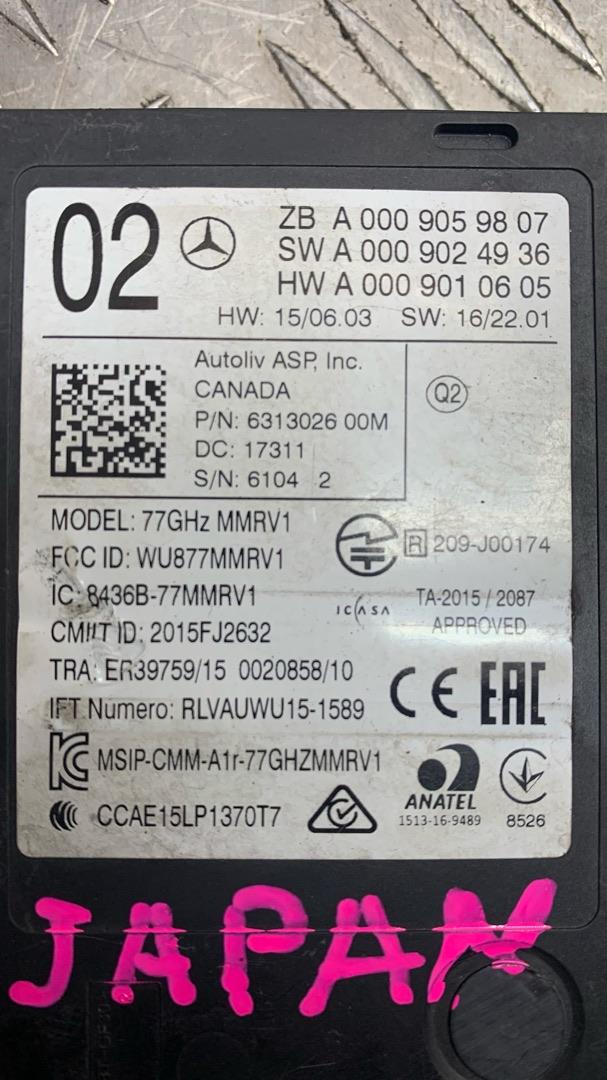 02
ZB A 000 905 98 07
SW A 000 902 49 36
HW A 000 901 06 05
HW: 15/06.03 SW: 16/22.01
Autoliv ASP, Inc.
CANADA
P/N: 6313026 00M
DC: 17311
S/N: 6104 2
Q2
MODEL: 77GHz MMRV1
FCC ID: WU877MMRV1
R 209-J00174
IC: 8436B-77MMRV1
ICASA
TA-2015 / 2087
APPROVED
CMIIT ID: 2015FJ2632
TRA: ER39759/15 0020858/10
IFT Numero: RLVAUWU15-1589
CE EAC
MSIP-CMM-A1r-77GHZMMRV1
CCAE15LP1370T7
ANATEL
1513-16-9489
8526
JAPAN